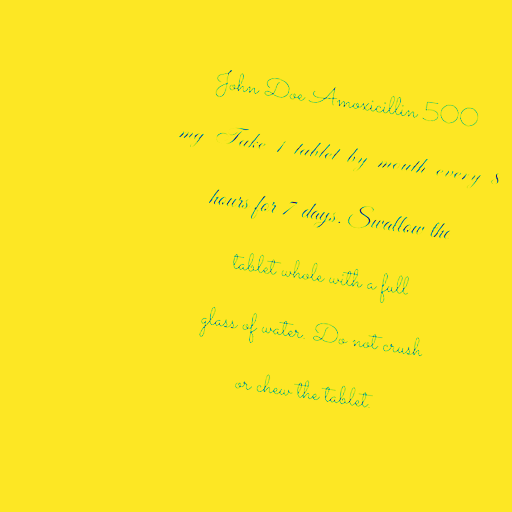 John Doe Amoxicillin 500
mg Take 1 tablet by mouth every 8
hours for 7 days. Swallow the
tablet whole with a full
glass of water. Do not crush
or chew the tablet.